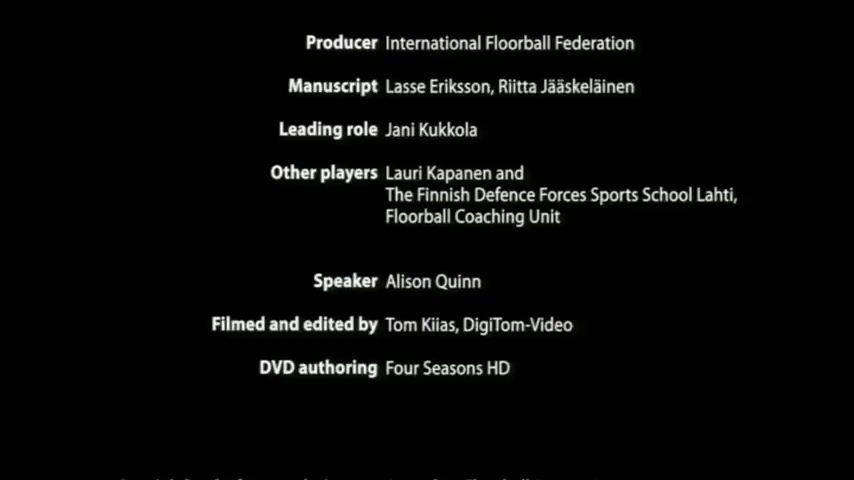 Producer International Floorball Federation
Manuscript Lasse Eriksson, Riitta Jääskeläinen
Leading role Jani Kukkola
Other players Lauri Kapanen and
The Finnish Defence Forces Sports School Lahti,
Floorball Coaching Unit
Speaker Alison Quinn
Filmed and edited by Tom Kiias, DigiTom-Video
DVD authoring Four Seasons HD